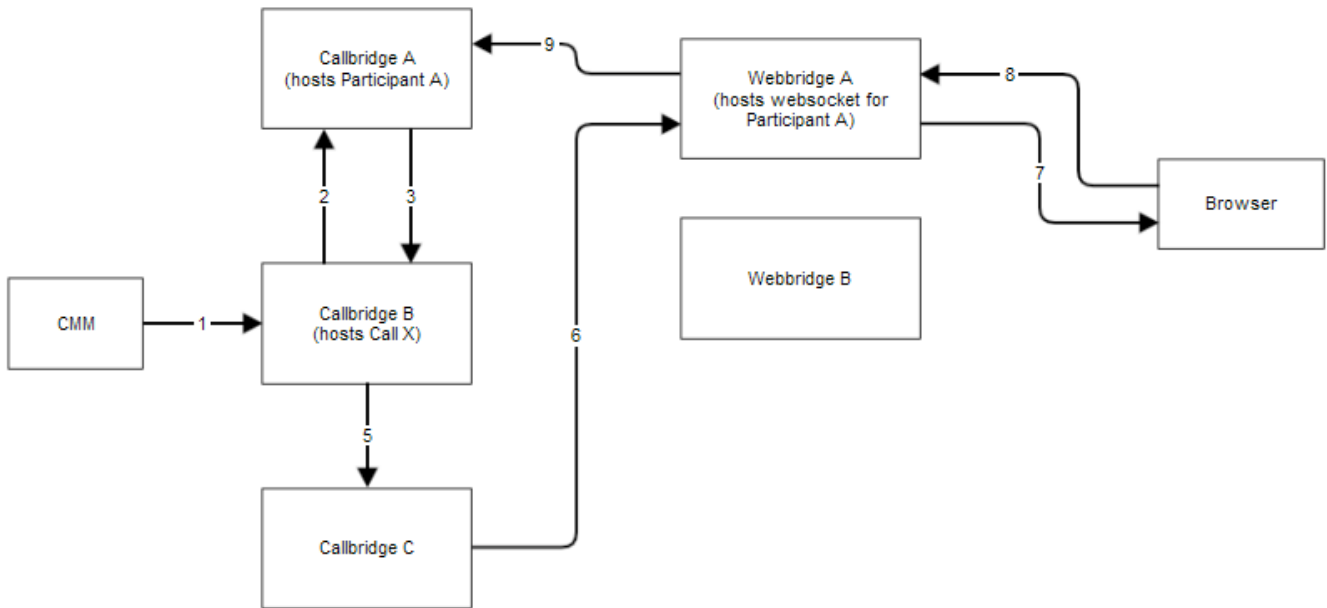 Callbridge A
(hosts Participant A)
9
Webbridge A
(hosts websocket for
Participant A)
8
2
3
7
Browser
CMM
1
Callbridge B
(hosts Call X)
Webbridge B
6
5
Callbridge C